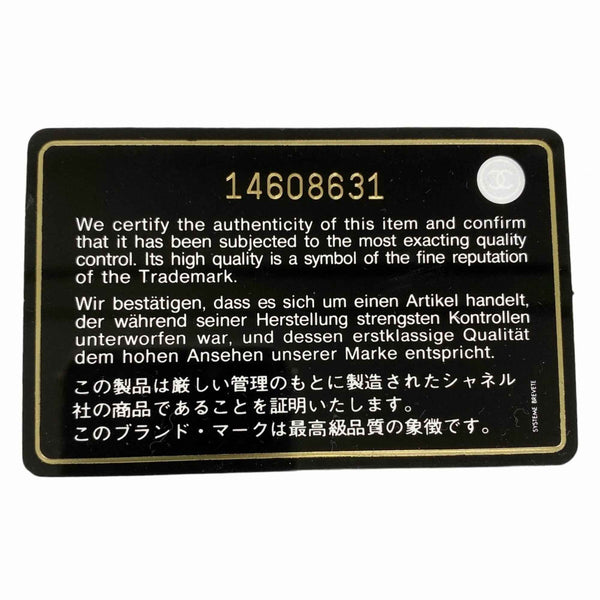 14608631
We certify the authenticity of this item and confirm
that it has been subjected to the most exacting quality
control. Its high quality is a symbol of the fine reputation
of the Trademark.
Wir bestätigen, dass es sich um einen Artikel handelt,
der während seiner Herstellung strengsten Kontrollen
unterworfen war, und dessen erstklassige Qualität
dem hohen Ansehen unserer Marke entspricht.
この製品は厳しい管理のもとに製造されたシャネル
社の商品であることを証明いたします。
このブランド・マークは最高級品質の象徴です。
SYSTEME BREVETE